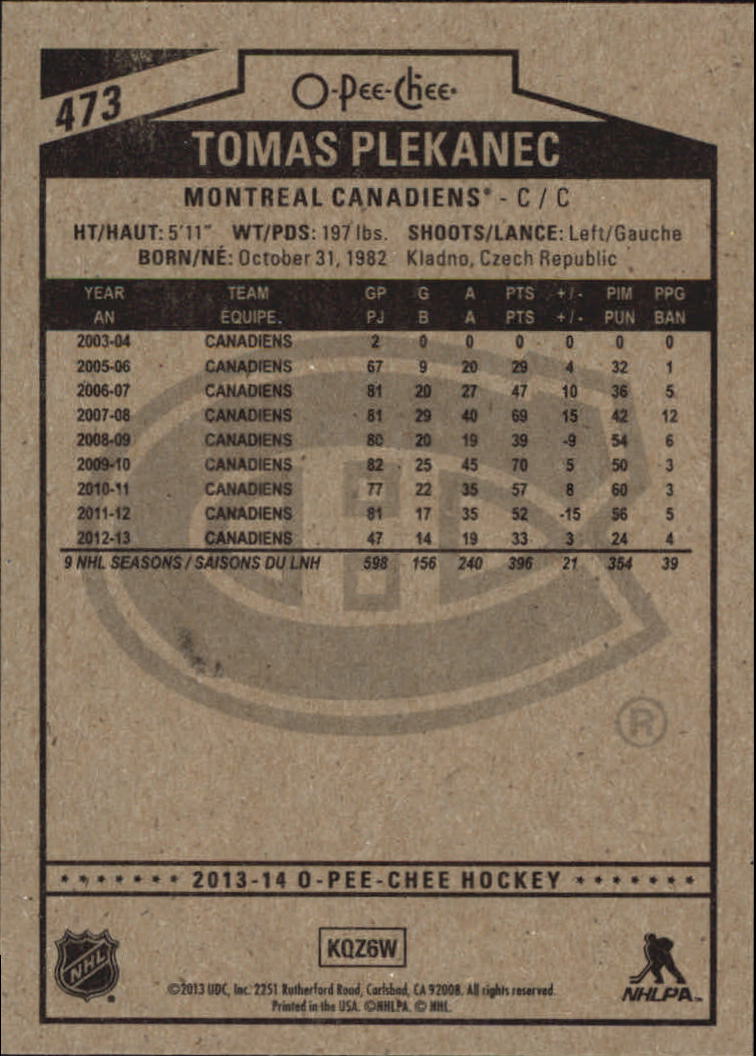 473
O-Pee-Chee
TOMAS PLEKANEC
MONTREAL CANADIENS® - C / C
HT/HAUT: 5'11" WT/PDS: 197 lbs. SHOOTS/LANCE: Left/Gauche
BORN/NÉ: October 31, 1982 Kladno, Czech Republic
YEAR TEAM GP G A PTS +/- PIM PPG
AN ÉQUIPE. PJ B A PTS +/- PUN BAN
2003-04 CANADIENS 2 0 0 0 0 0 0
2005-06 CANADIENS 67 9 20 29 4 32 1
2006-07 CANADIENS 81 20 27 47 10 36 5
2007-08 CANADIENS 81 29 40 69 15 42 12
2008-09 CANADIENS 80 20 19 39 -9 54 6
2009-10 CANADIENS 82 25 45 70 5 50 3
2010-11 CANADIENS 77 22 35 57 8 60 3
2011-12 CANADIENS 81 17 35 52 -15 56 5
2012-13 CANADIENS 47 14 19 33 3 24 4
9 NHL SEASONS / SAISONS DU LNH 598 156 240 396 21 354 39
®
2013-14 O-PEE-CHEE HOCKEY
KQZ6W
NHL
©2013 UDC, Inc. 2251 Rutherford Road, Carlsbad, CA 92008. All rights reserved.
Printed in the USA. ©NHLPA. © NHL.
NHLPA™